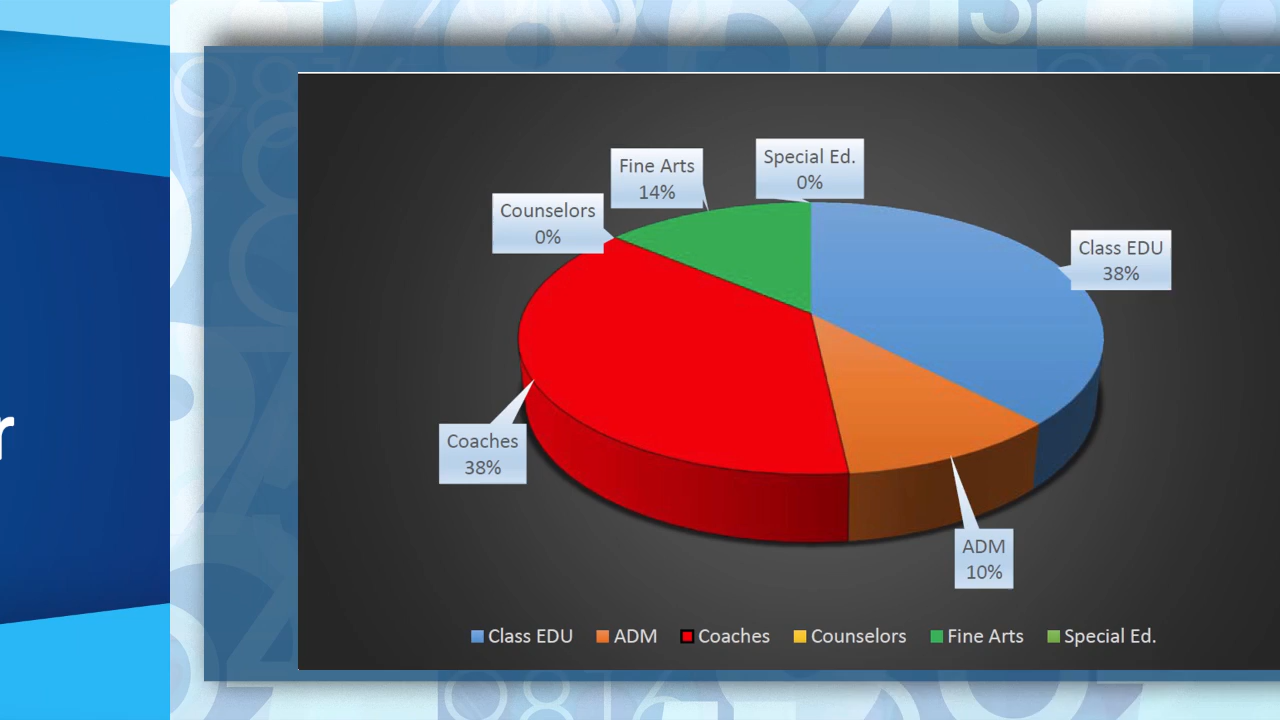 r
Special Ed.
0%
Fine Arts
14%
Counselors
0%
Class EDU
38%
Coaches
38%
ADM
10%
Class EDU ADM Coaches Counselors Fine Arts Special Ed.